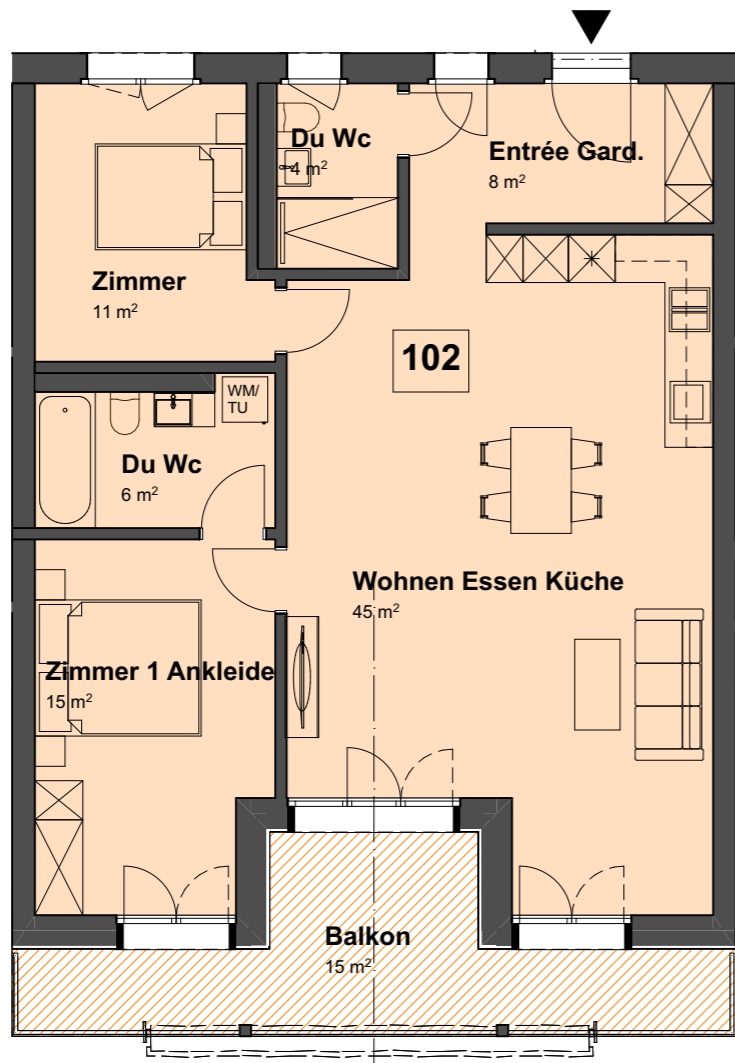 Du Wc
4 m²
Entrée Gard.
8 m²
Zimmer
11 m²
102
WM/
TU
Du Wc
6 m²
Wohnen Essen Küche
45 m²
Zimmer 1 Ankleide
15 m²
Balkon
15 m²